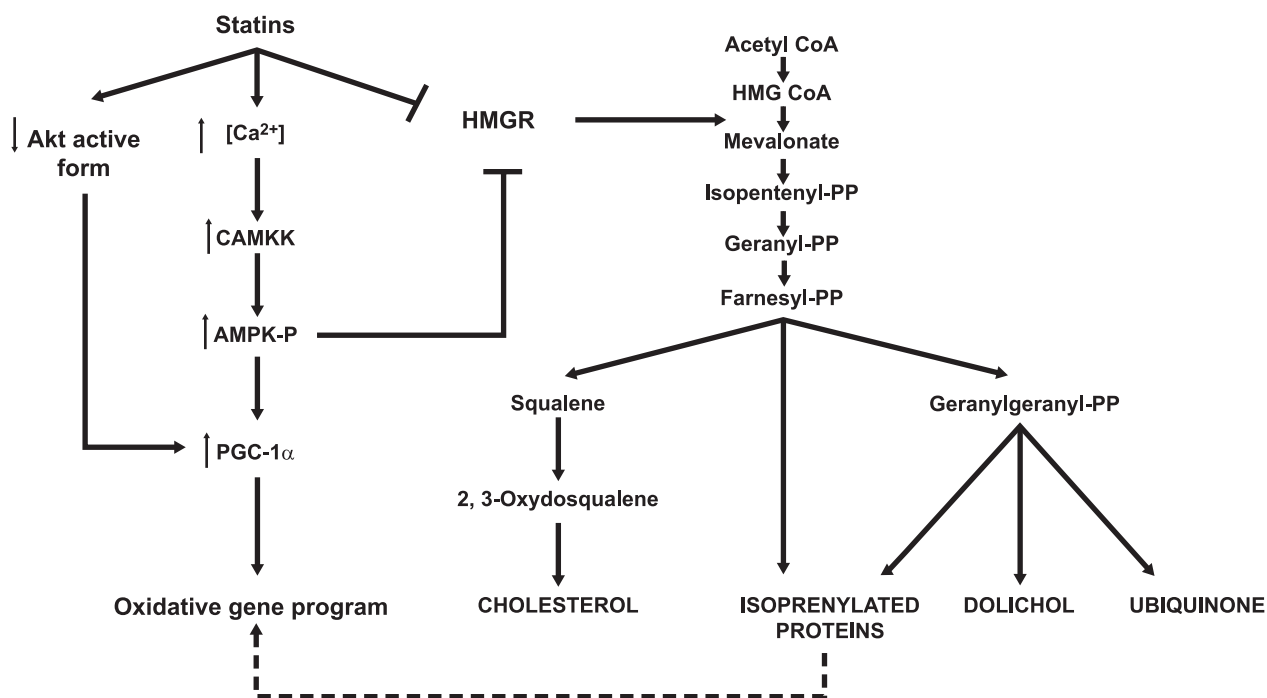 Statins
Acetyl CoA
HMG CoA
HMGR
Mevalonate
↓ Akt active
form
↑ [Ca²⁺]
Isopentenyl-PP
↑ CAMKK
Geranyl-PP
Farnesyl-PP
↑ AMPK-P
Squalene
Geranylgeranyl-PP
↑ PGC-1α
2, 3-Oxydosqualene
Oxidative gene program
CHOLESTEROL
ISOPRENYLATED
PROTEINS
DOLICHOL
UBIQUINONE